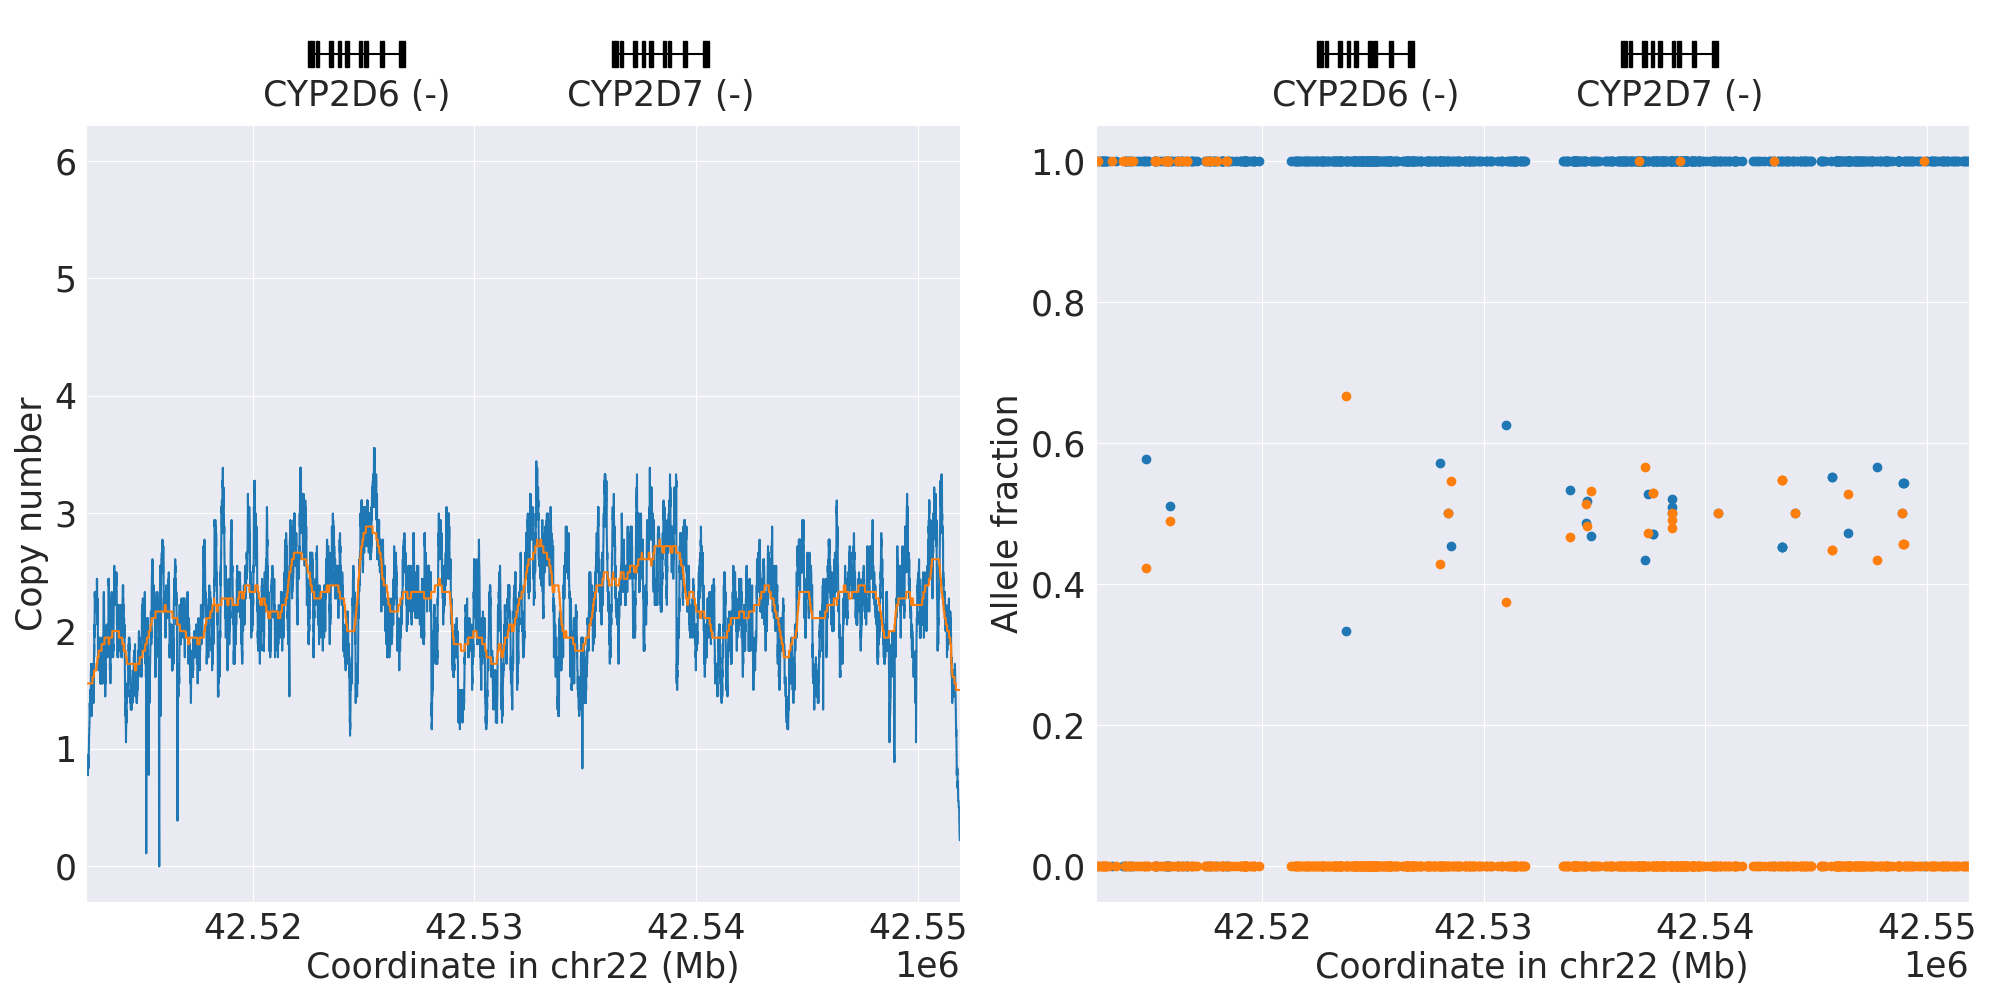 CYP2D6 (-) CYP2D7 (-)
6
5
4
3
2
1
0
Copy number
42.52 42.53 42.54 42.55
Coordinate in chr22 (Mb) 1e6
CYP2D6 (-) CYP2D7 (-)
1.0
0.8
0.6
0.4
0.2
0.0
Allele fraction
42.52 42.53 42.54 42.55
Coordinate in chr22 (Mb) 1e6